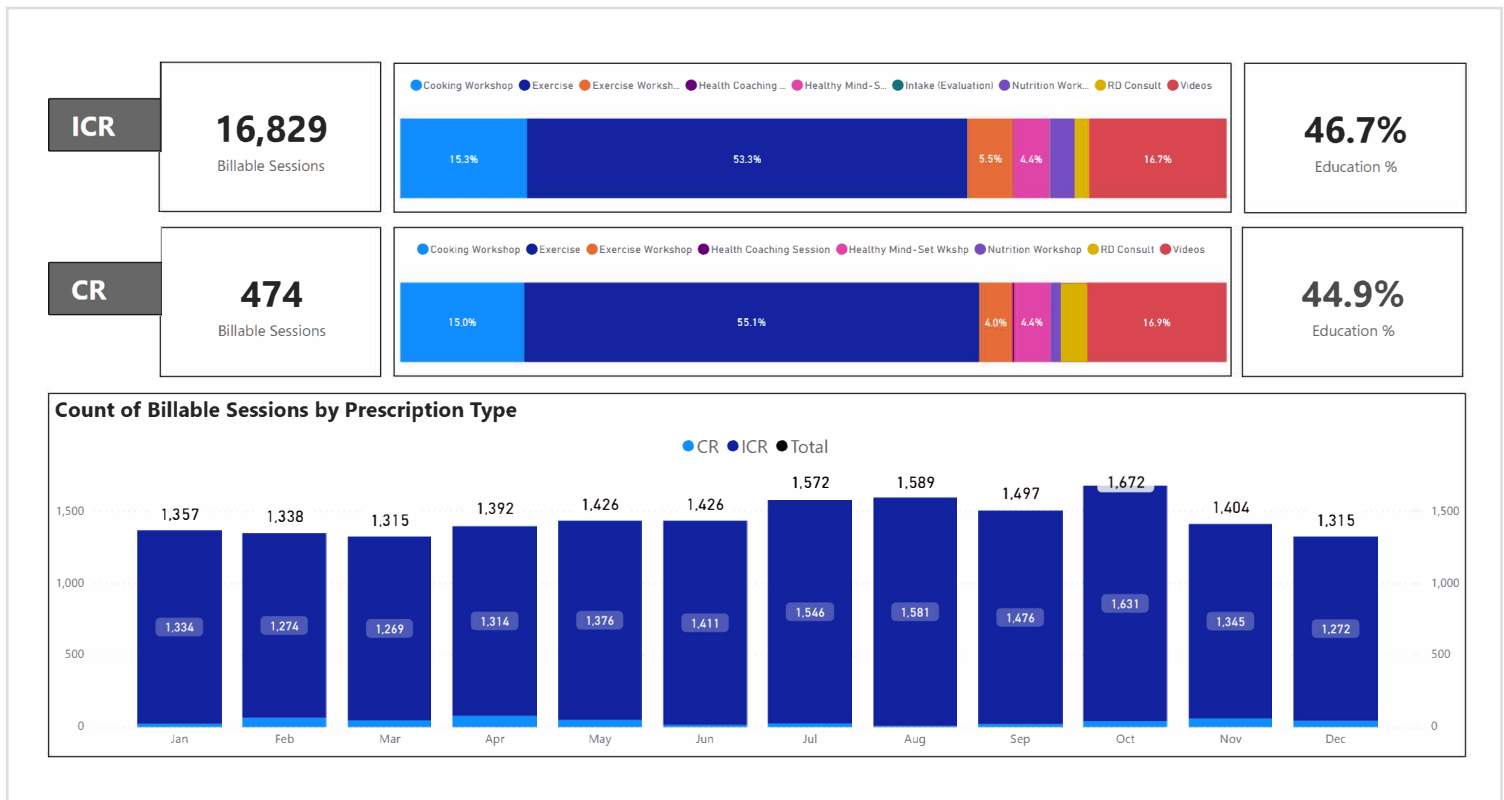 ICR
16,829
Billable Sessions
Cooking Workshop Exercise Exercise Worksh... Health Coaching ... Healthy Mind-S... Intake (Evaluation) Nutrition Work... RD Consult Videos
15.3% 53.3% 5.5% 4.4% 16.7%
46.7%
Education %
CR
474
Billable Sessions
Cooking Workshop Exercise Exercise Workshop Health Coaching Session Healthy Mind-Set Wkshp Nutrition Workshop RD Consult Videos
15.0% 55.1% 4.0% 4.4% 16.9%
44.9%
Education %
Count of Billable Sessions by Prescription Type
CR ICR Total
1,357 1,338 1,315 1,392 1,426 1,426 1,572 1,589 1,497 1,672 1,404 1,315
1,500 1,500
1,000 1,000
1,334 1,274 1,269 1,314 1,376 1,411 1,546 1,581 1,476 1,631 1,345 1,272
500 500
0 0
Jan Feb Mar Apr May Jun Jul Aug Sep Oct Nov Dec